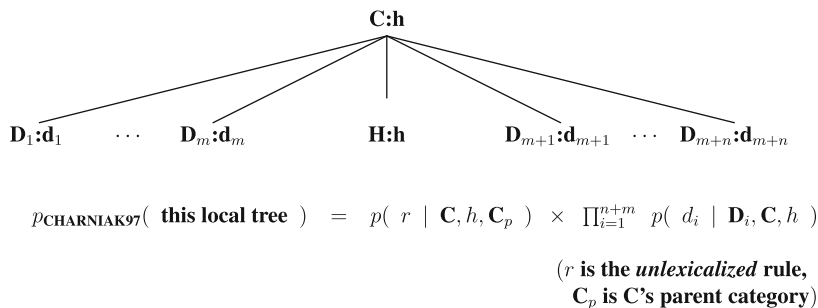 C:h
D₁:d₁ ··· Dₘ:dₘ H:h Dₘ₊₁:dₘ₊₁ ··· Dₘ₊ₙ:dₘ₊ₙ
p_CHARNIAK97( this local tree ) = p( r | C, h, Cₚ ) × ∏ᵢ₌₁ⁿ⁺ᵐ p( dᵢ | Dᵢ, C, h )
(r is the unlexicalized rule,
Cₚ is C's parent category)